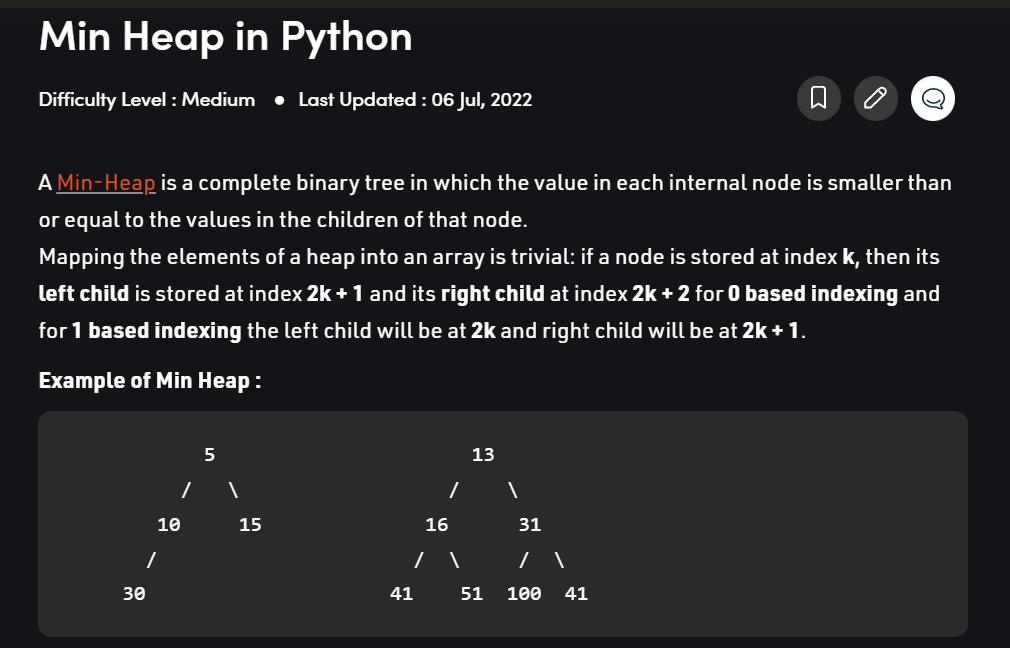 Min Heap in Python
Difficulty Level : Medium ● Last Updated : 06 Jul, 2022
A Min-Heap is a complete binary tree in which the value in each internal node is smaller than
or equal to the values in the children of that node.
Mapping the elements of a heap into an array is trivial: if a node is stored at index k, then its
left child is stored at index 2k + 1 and its right child at index 2k + 2 for 0 based indexing and
for 1 based indexing the left child will be at 2k and right child will be at 2k + 1.
Example of Min Heap :
5 13
/ \ / \
10 15 16 31
/ / \ / \
30 41 51 100 41